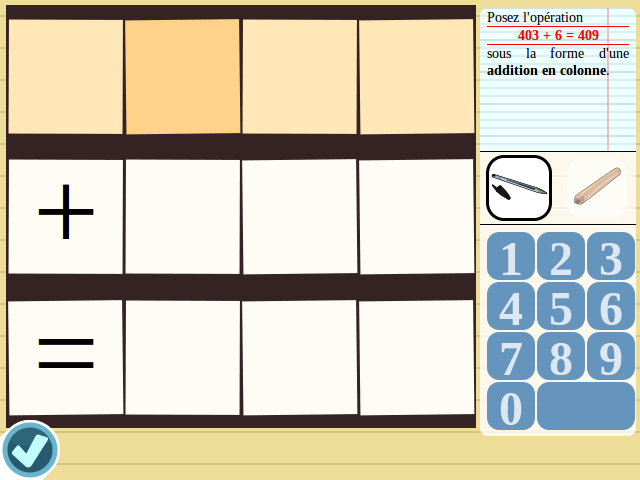 Posez l'opération
403 + 6 = 409
sous la forme d'une
addition en colonne.
+
=
1 2 3
4 5 6
7 8 9
0